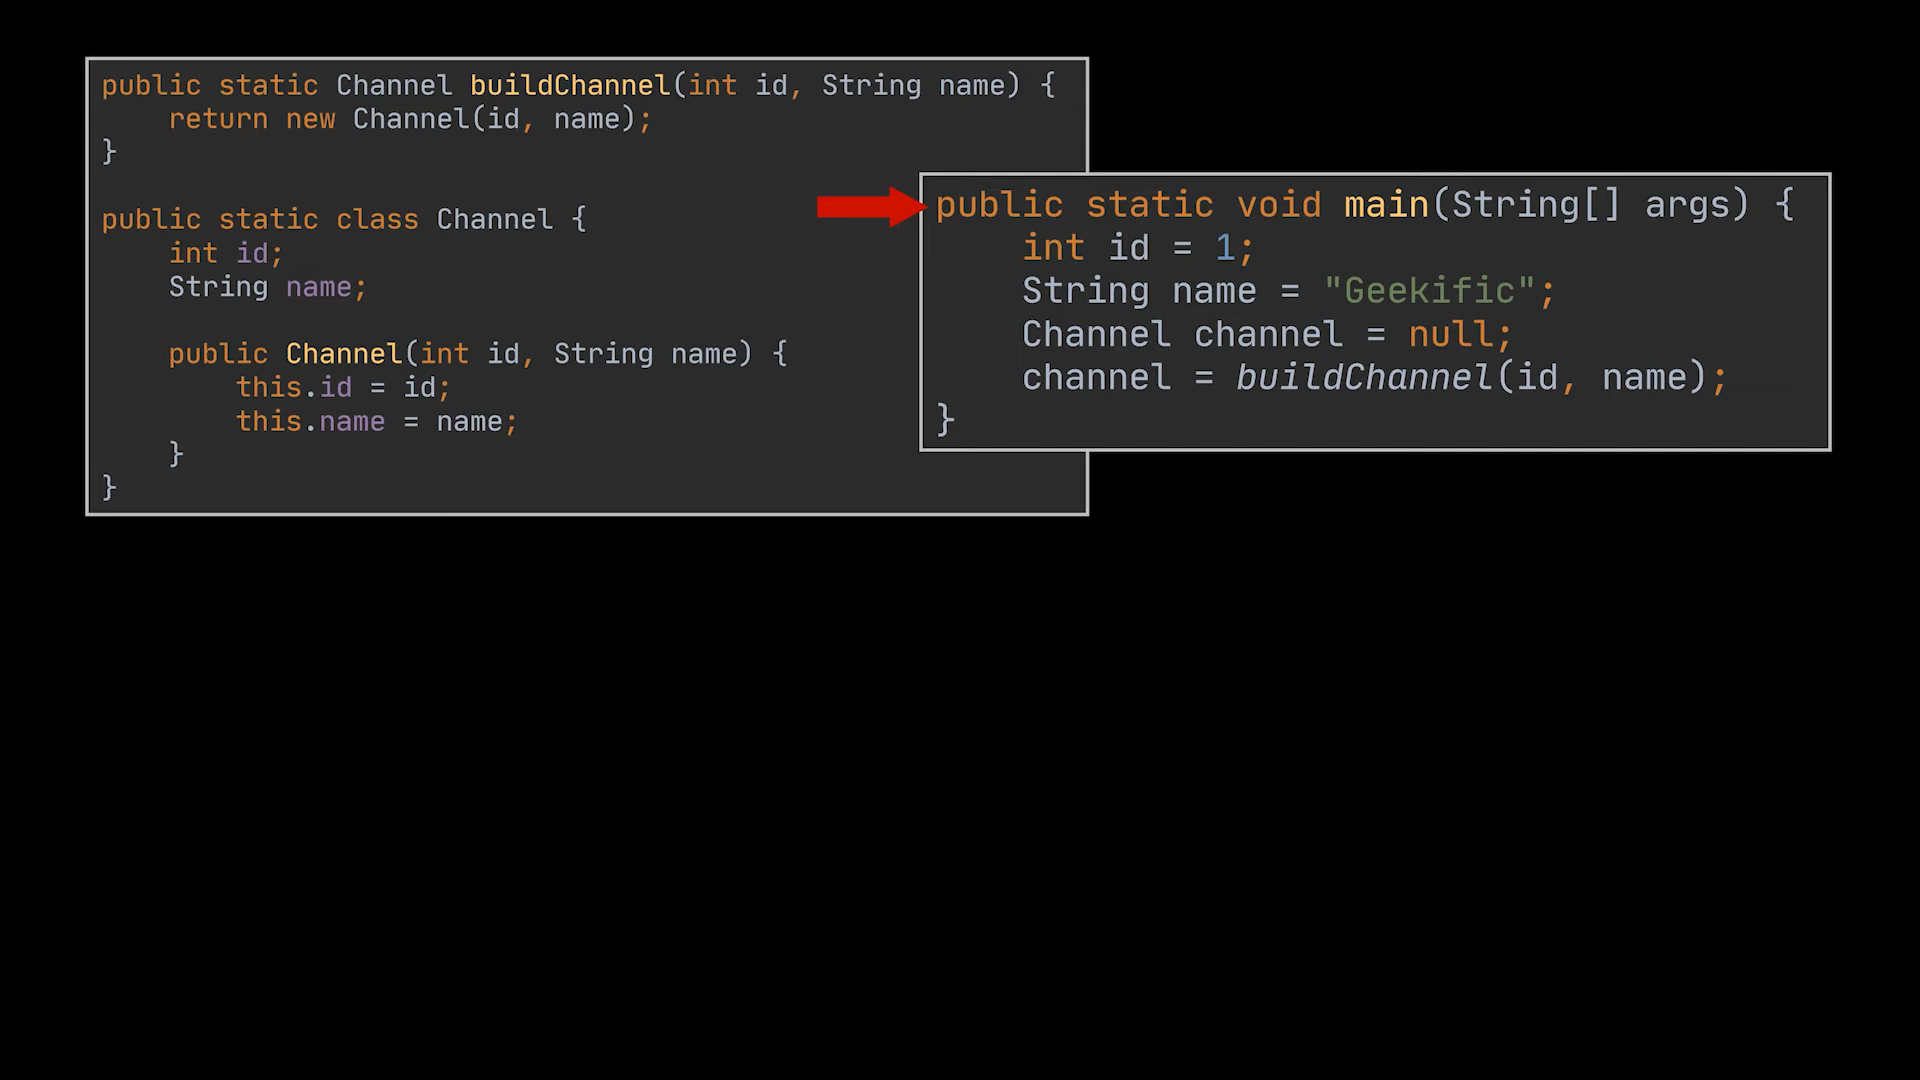 public static Channel buildChannel(int id, String name) {
    return new Channel(id, name);
}
public static class Channel {
    int id;
    String name;
    public Channel(int id, String name) {
        this.id = id;
        this.name = name;
    }
}
public static void main(String[] args) {
    int id = 1;
    String name = "Geekific";
    Channel channel = null;
    channel = buildChannel(id, name);
}